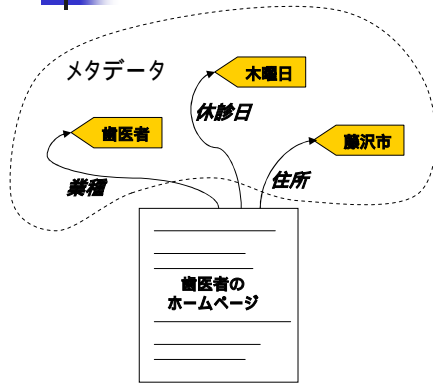 メタデータ
木曜日
休診日
歯医者
藤沢市
業種
住所
歯医者の
ホームページ